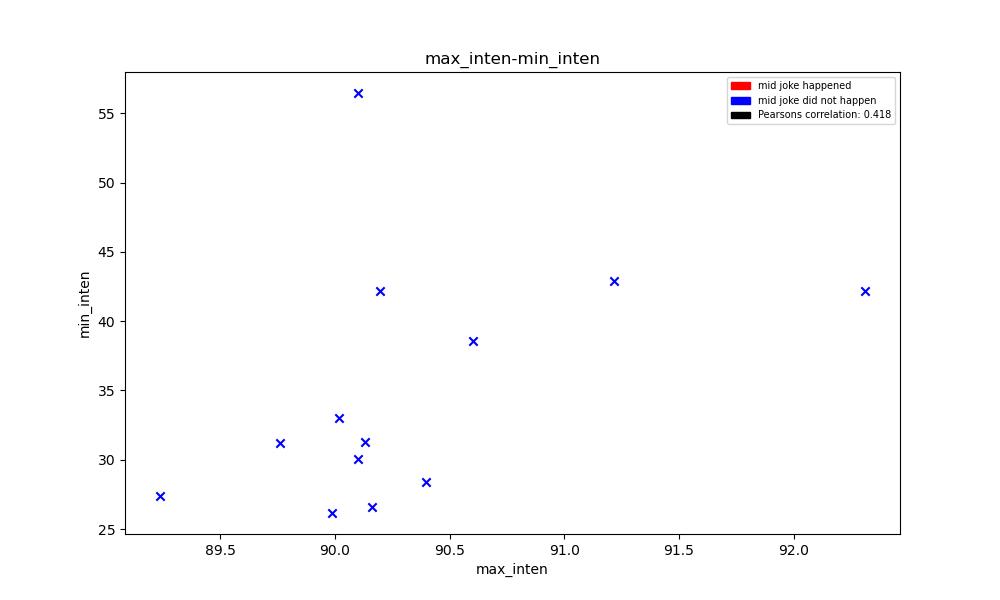 max_inten-min_inten
mid joke happened
mid joke did not happen
Pearsons correlation: 0.418
55
50
45
40
35
30
25
min_inten
89.5 90.0 90.5 91.0 91.5 92.0
max_inten